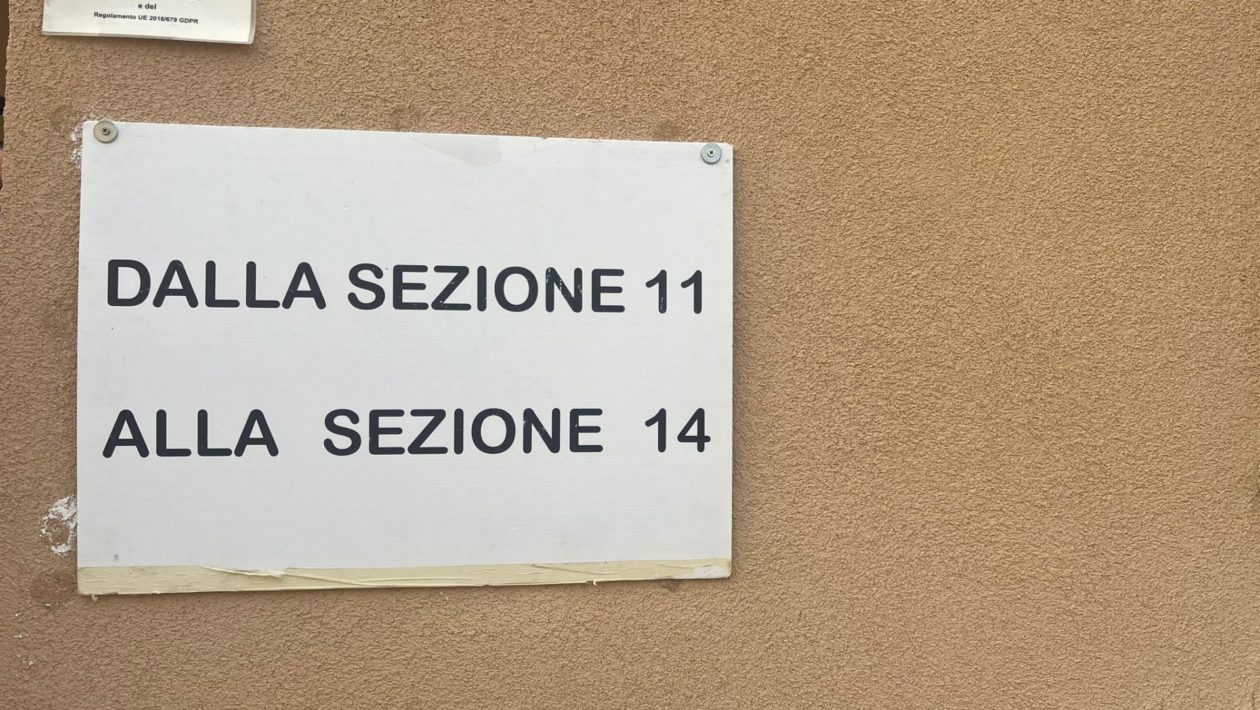 e del
Regolamento UE 2016/679 GDPR
DALLA SEZIONE 11
ALLA SEZIONE 14